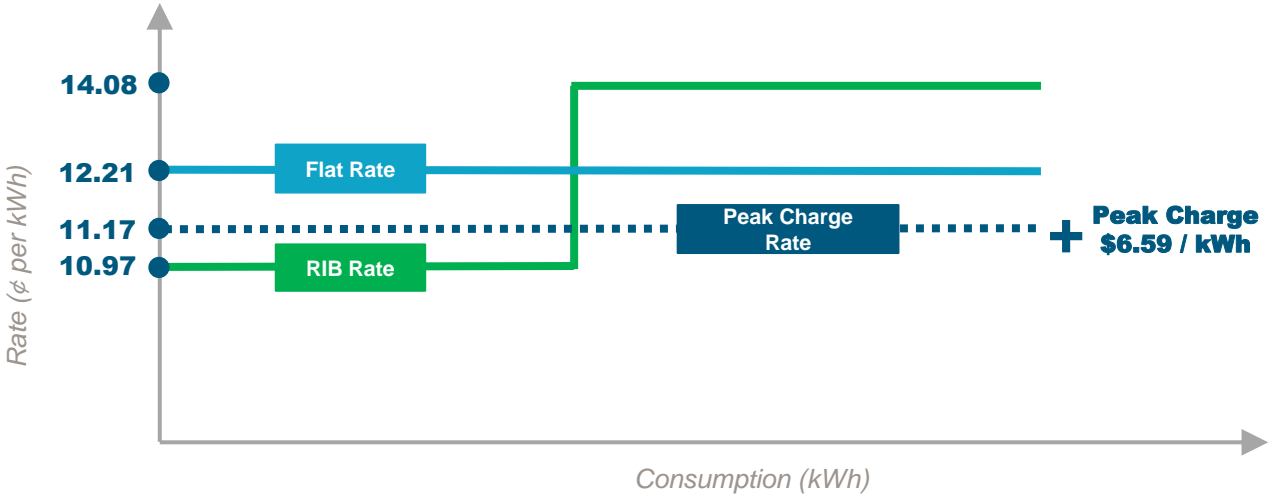 14.08
12.21
11.17
10.97
Rate (¢ per kWh)
Flat Rate
RIB Rate
Peak Charge
Rate
Peak Charge
$6.59 / kWh
Consumption (kWh)